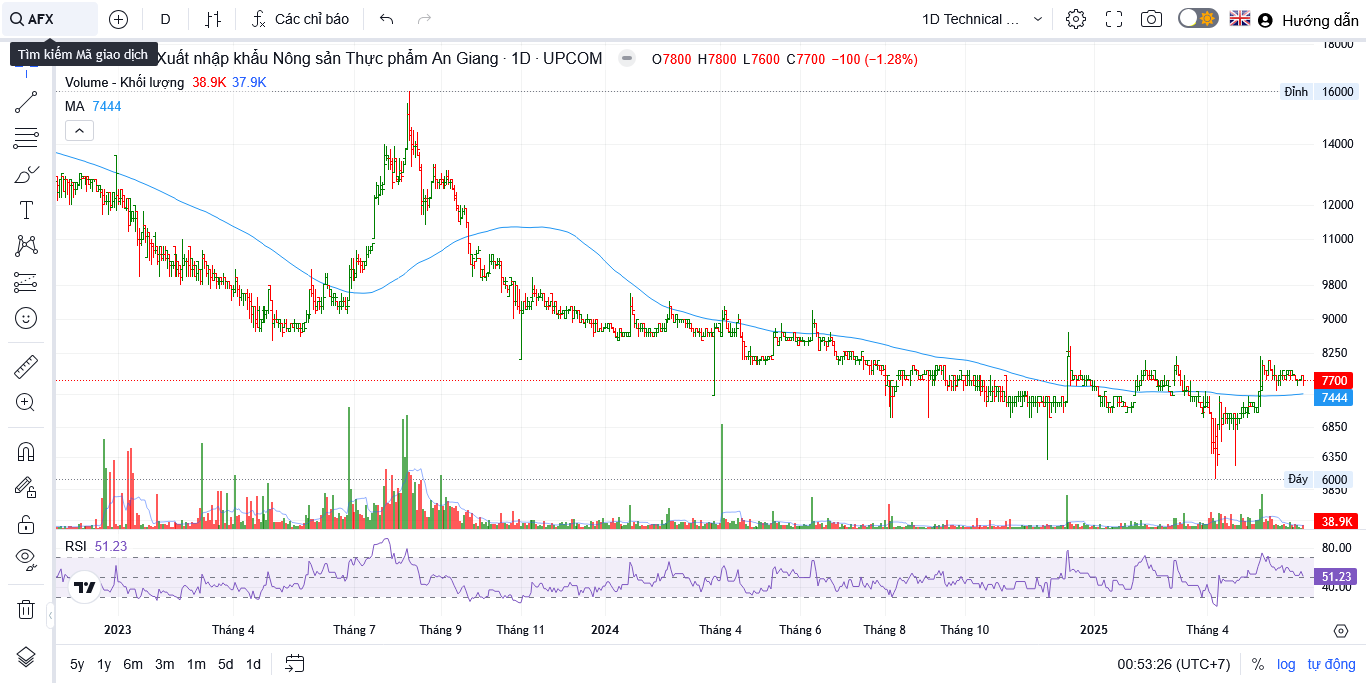 AFX
D
Các chỉ báo
1D Technical ...
Hướng dẫn
Tìm kiếm Mã giao dịch
Xuất nhập khẩu Nông sản Thực phẩm An Giang · 1D · UPCOM
O7800 H7800 L7600 C7700 −100 (−1.28%)
Volume - Khối lượng 38.9K 37.9K
MA 7444
18000
Đỉnh 16000
14000
12000
11000
9800
9000
8250
7700
7444
6850
6350
Đáy 6000
5850
38.9K
RSI 51.23
80.00
51.23
40.00
2023
Tháng 4
Tháng 7
Tháng 9
Tháng 11
2024
Tháng 4
Tháng 6
Tháng 8
Tháng 10
2025
Tháng 4
5y 1y 6m 3m 1m 5d 1d
00:53:26 (UTC+7)
% log tự động